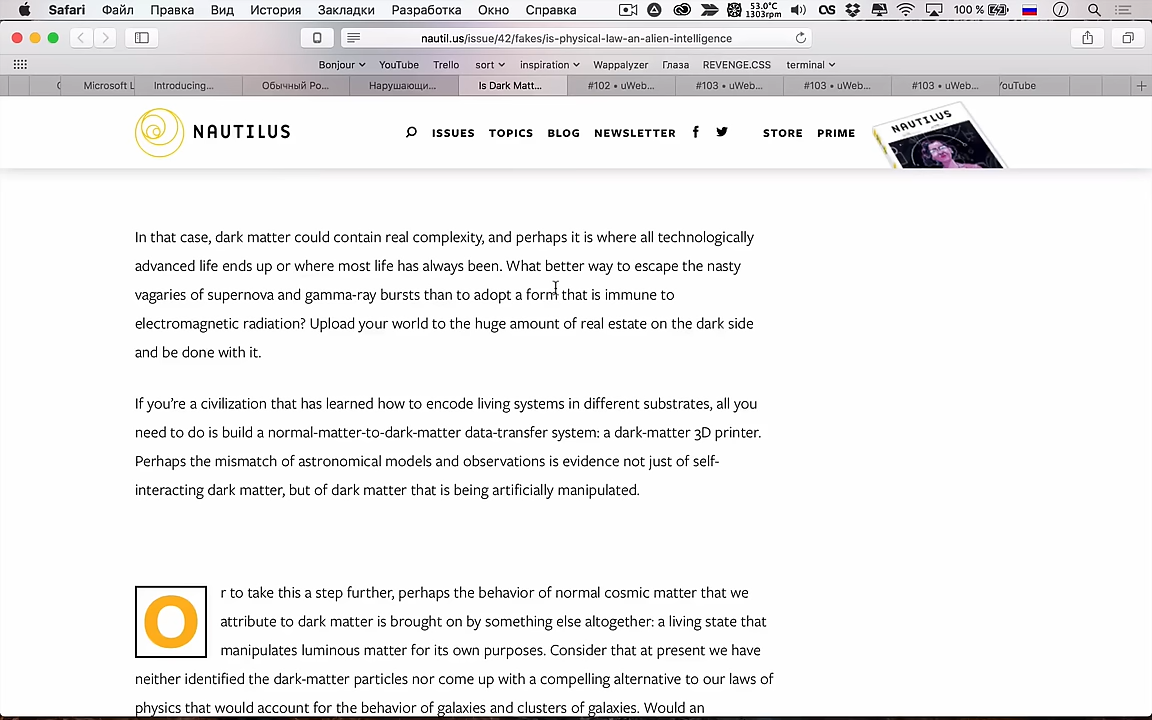 Safari Файл Правка Вид История Закладки Разработка Окно Справка 53.0°C 1303rpm 100 %
nautil.us/issue/42/fakes/is-physical-law-an-alien-intelligence
Bonjour YouTube Trello sort inspiration Wappalyzer Глаза REVENGE.CSS terminal
Microsoft L Introducing... Обычный Ро... Нарушающи... Is Dark Matt... #102 • uWeb... #103 • uWeb... #103 • uWeb... #103 • uWeb... YouTube
NAUTILUS ISSUES TOPICS BLOG NEWSLETTER STORE PRIME NAUTILUS
In that case, dark matter could contain real complexity, and perhaps it is where all technologically
advanced life ends up or where most life has always been. What better way to escape the nasty
vagaries of supernova and gamma-ray bursts than to adopt a form that is immune to
electromagnetic radiation? Upload your world to the huge amount of real estate on the dark side
and be done with it.
If you’re a civilization that has learned how to encode living systems in different substrates, all you
need to do is build a normal-matter-to-dark-matter data-transfer system: a dark-matter 3D printer.
Perhaps the mismatch of astronomical models and observations is evidence not just of self-
interacting dark matter, but of dark matter that is being artificially manipulated.
Or to take this a step further, perhaps the behavior of normal cosmic matter that we
attribute to dark matter is brought on by something else altogether: a living state that
manipulates luminous matter for its own purposes. Consider that at present we have
neither identified the dark-matter particles nor come up with a compelling alternative to our laws of
physics that would account for the behavior of galaxies and clusters of galaxies. Would an